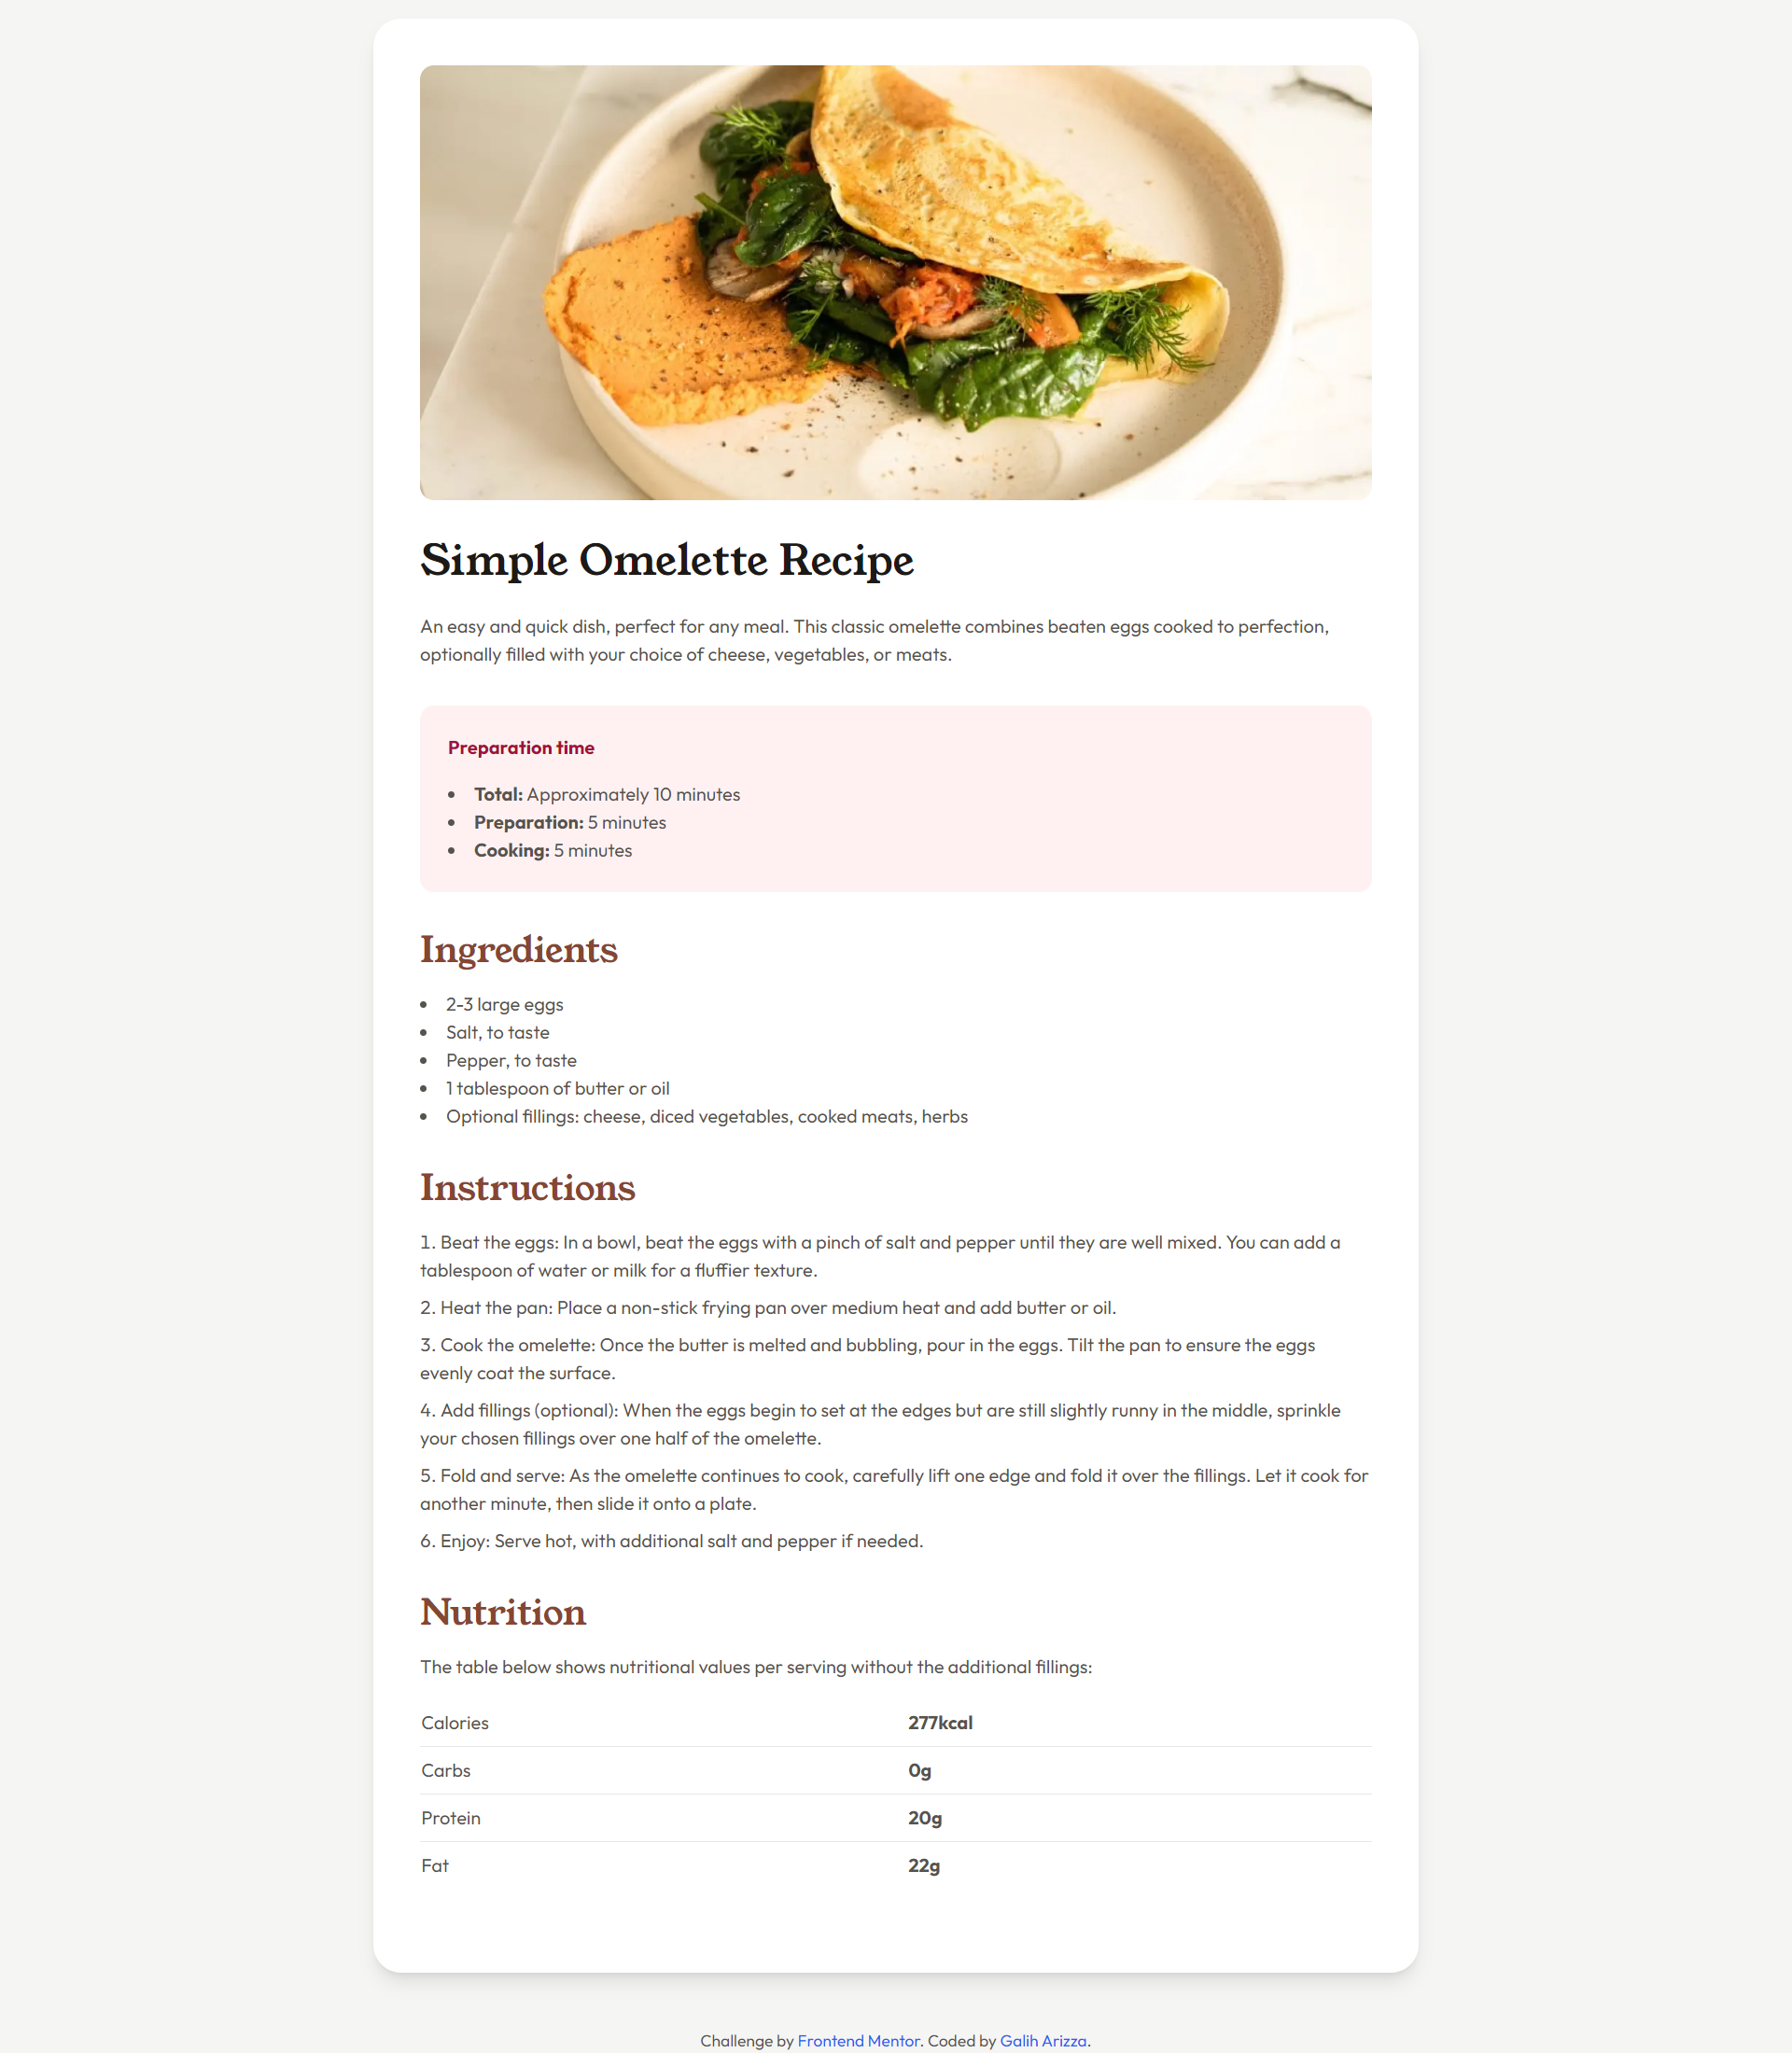 Simple Omelette Recipe
An easy and quick dish, perfect for any meal. This classic omelette combines beaten eggs cooked to perfection,
optionally filled with your choice of cheese, vegetables, or meats.
Preparation time
• Total: Approximately 10 minutes
• Preparation: 5 minutes
• Cooking: 5 minutes
Ingredients
• 2-3 large eggs
• Salt, to taste
• Pepper, to taste
• 1 tablespoon of butter or oil
• Optional fillings: cheese, diced vegetables, cooked meats, herbs
Instructions
1. Beat the eggs: In a bowl, beat the eggs with a pinch of salt and pepper until they are well mixed. You can add a
tablespoon of water or milk for a fluffier texture.
2. Heat the pan: Place a non-stick frying pan over medium heat and add butter or oil.
3. Cook the omelette: Once the butter is melted and bubbling, pour in the eggs. Tilt the pan to ensure the eggs
evenly coat the surface.
4. Add fillings (optional): When the eggs begin to set at the edges but are still slightly runny in the middle, sprinkle
your chosen fillings over one half of the omelette.
5. Fold and serve: As the omelette continues to cook, carefully lift one edge and fold it over the fillings. Let it cook for
another minute, then slide it onto a plate.
6. Enjoy: Serve hot, with additional salt and pepper if needed.
Nutrition
The table below shows nutritional values per serving without the additional fillings:
Calories 277kcal
Carbs 0g
Protein 20g
Fat 22g
Challenge by Frontend Mentor. Coded by Galih Arizza.